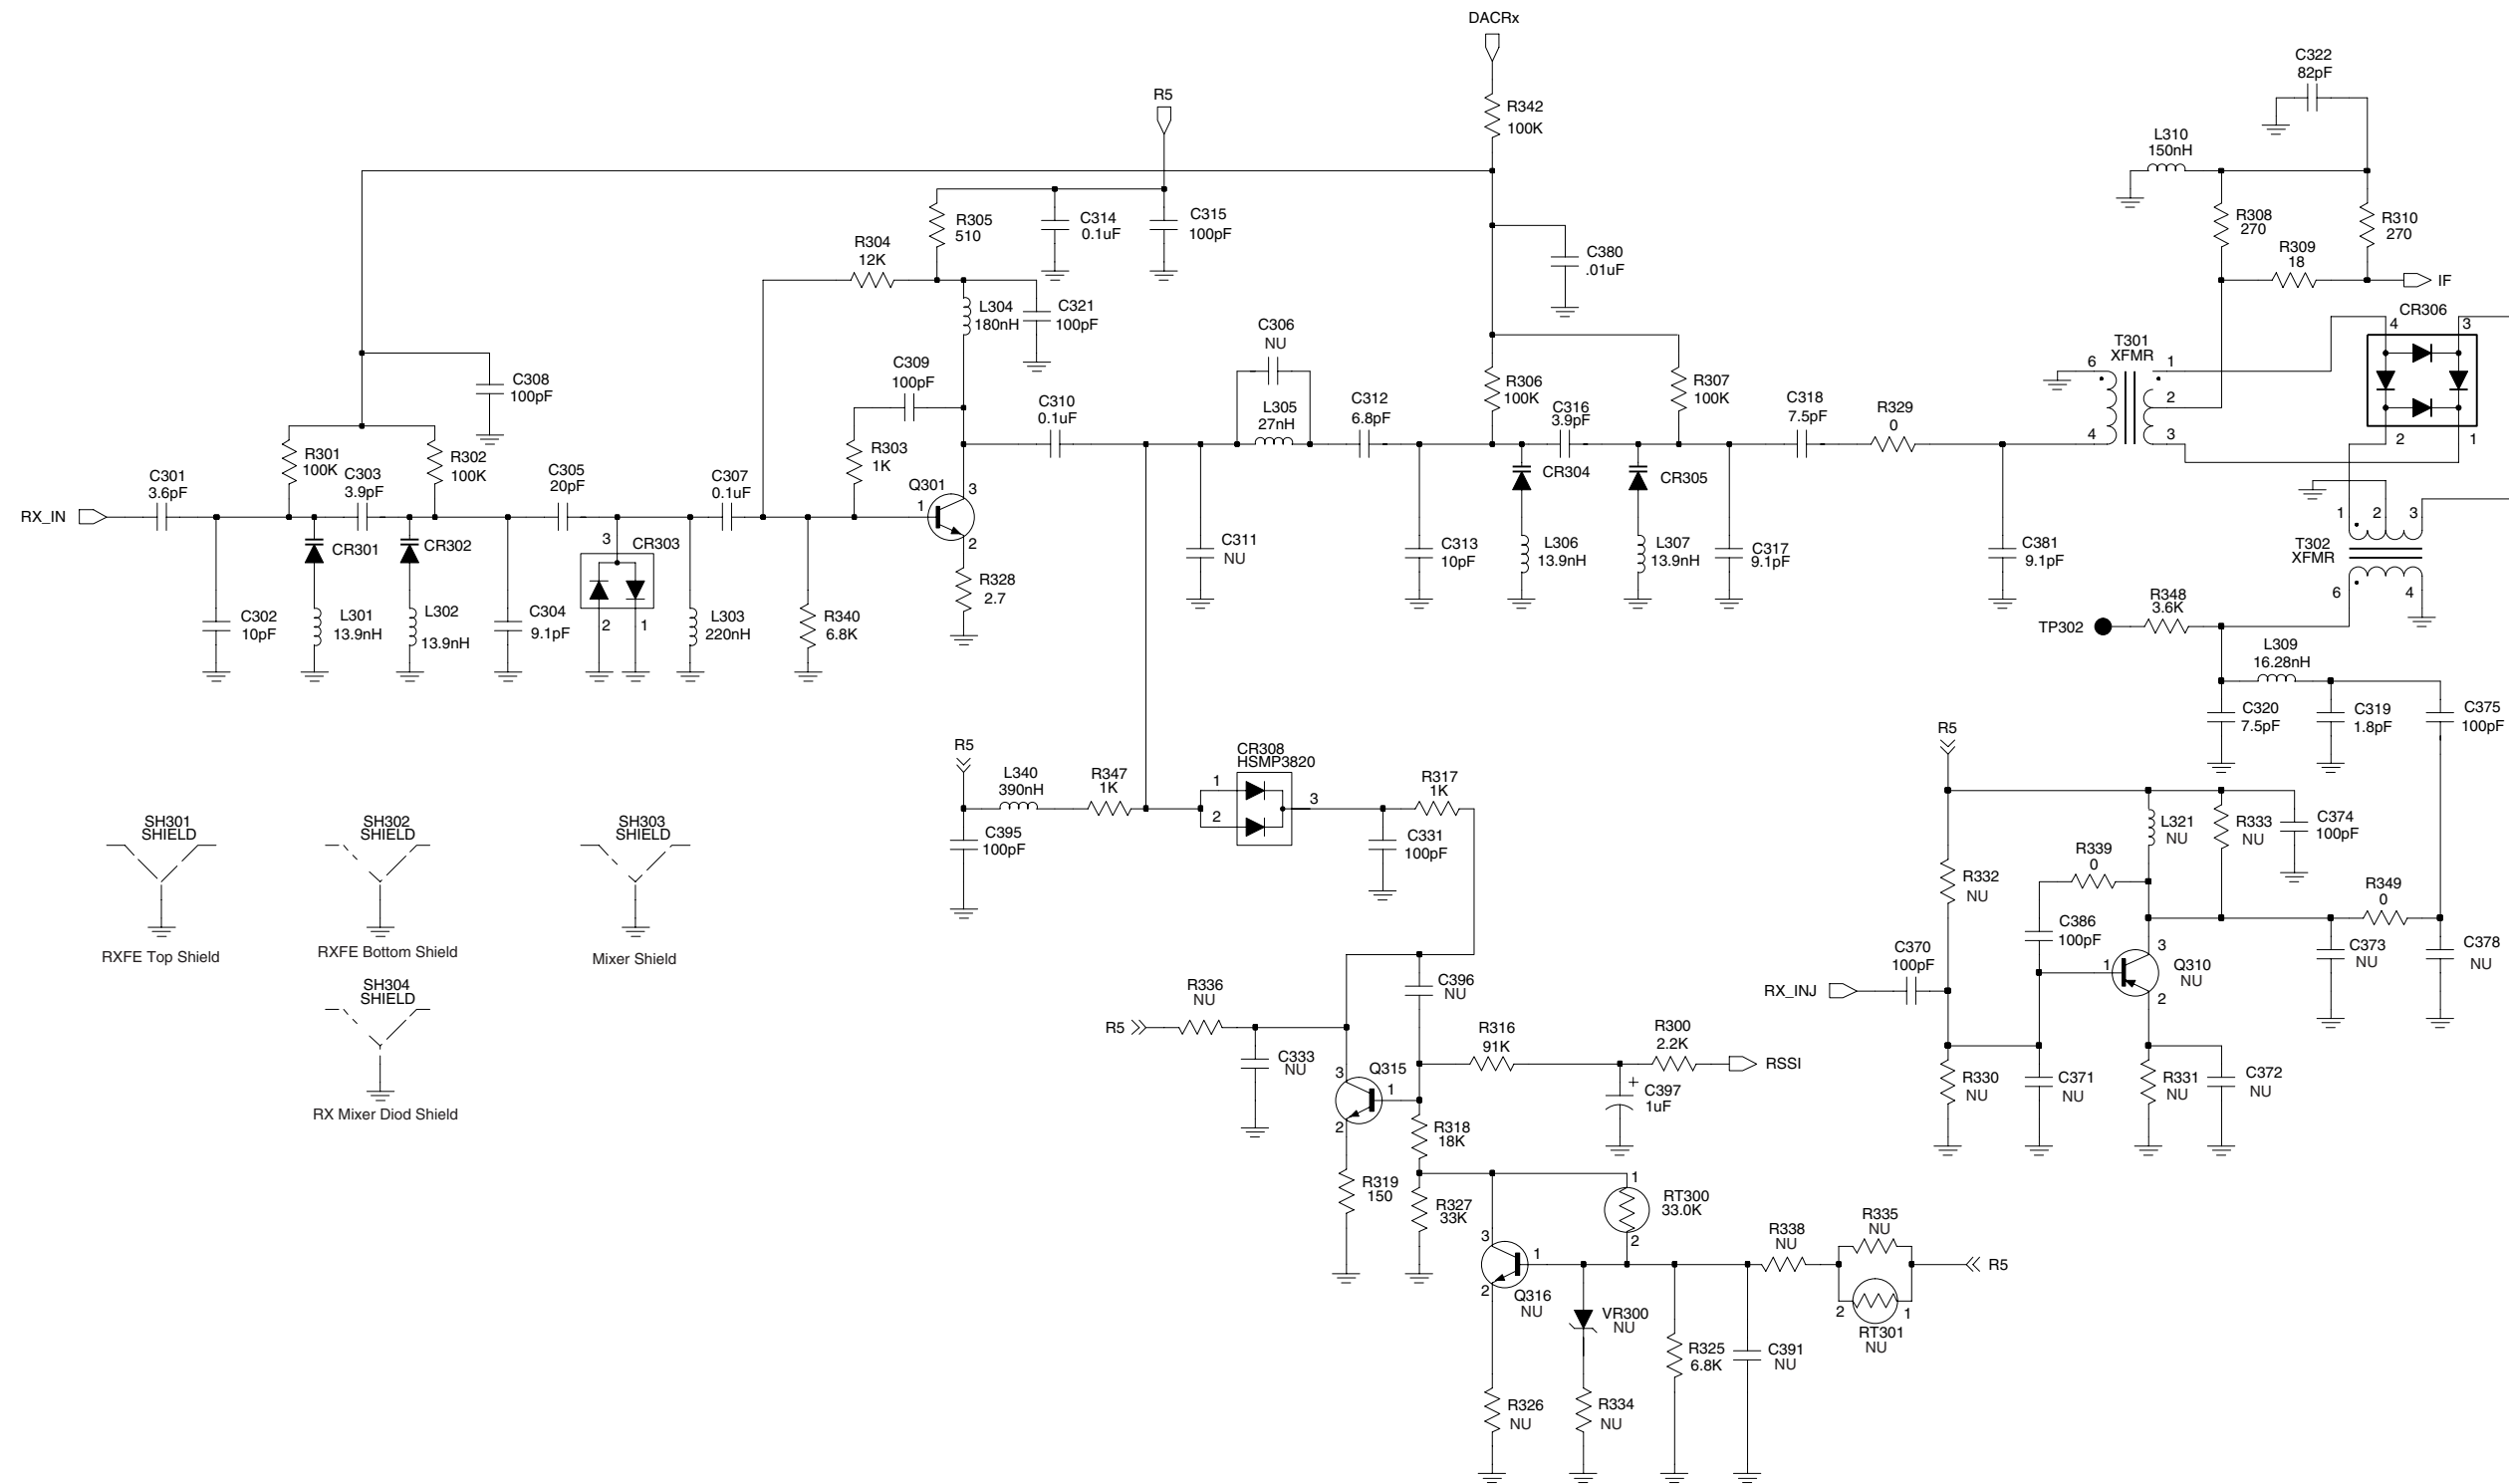 DACRx
C322
82pF
R5
R342
100K
L310
150nH
R305
510
C314
0.1uF
C315
100pF
R308
270
R310
270
R304
12K
C380
.01uF
R309
18
IF
L304
180nH
C321
100pF
C306
NU
CR306
4
3
2
1
T301
XFMR
6
1
2
4
3
C308
100pF
C309
100pF
C310
0.1uF
L305
27nH
C312
6.8pF
R306
100K
C316
3.9pF
R307
100K
C318
7.5pF
R329
0
R301
100K
R302
100K
R303
1K
C301
3.6pF
C303
3.9pF
C305
20pF
C307
0.1uF
Q301
1
3
2
CR304
CR305
RX_IN
CR301
CR302
CR303
3
2
1
C311
NU
C313
10pF
L306
13.9nH
L307
13.9nH
C317
9.1pF
C381
9.1pF
1
2
3
T302
XFMR
6
4
R328
2.7
C302
10pF
L301
13.9nH
L302
13.9nH
C304
9.1pF
L303
220nH
R340
6.8K
R348
3.6K
TP302
L309
16.28nH
C320
7.5pF
C319
1.8pF
C375
100pF
R5
L340
390nH
R347
1K
CR308
HSMP3820
1
2
3
R317
1K
R5
C395
100pF
C331
100pF
L321
NU
R333
NU
C374
100pF
SH301
SHIELD
SH302
SHIELD
SH303
SHIELD
RXFE Top Shield
RXFE Bottom Shield
Mixer Shield
R332
NU
R339
0
R349
0
C386
100pF
C370
100pF
RX_INJ
3
1
Q310
NU
2
C373
NU
C378
NU
SH304
SHIELD
RX Mixer Diod Shield
R336
NU
R5
C396
NU
C333
NU
R316
91K
R300
2.2K
RSSI
Q315
3
1
2
+
C397
1uF
R330
NU
C371
NU
R331
NU
C372
NU
R318
18K
R319
150
R327
33K
1
RT300
33.0K
2
R338
NU
R335
NU
R5
3
1
2
Q316
NU
2
1
RT301
NU
VR300
NU
R325
6.8K
C391
NU
R326
NU
R334
NU